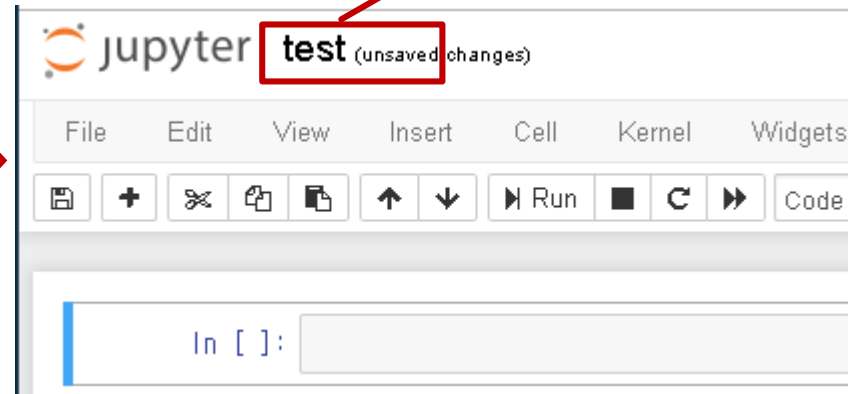 jupyter test (unsaved changes)
File Edit View Insert Cell Kernel Widgets
Run Code
In [ ]: